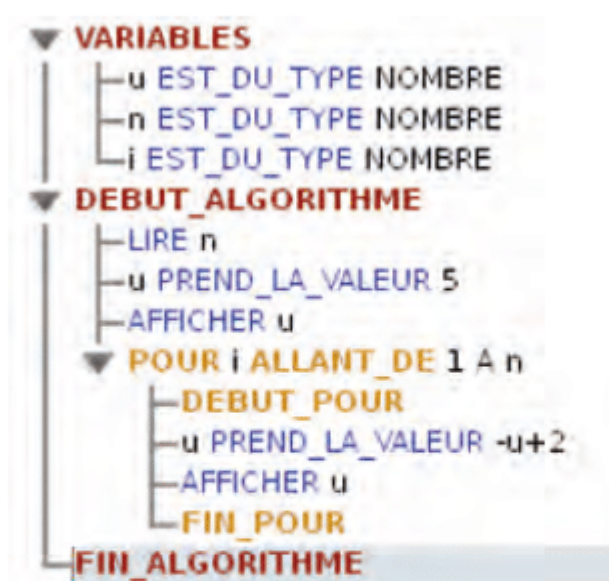 VARIABLES
u EST_DU_TYPE NOMBRE
n EST_DU_TYPE NOMBRE
i EST_DU_TYPE NOMBRE
DEBUT_ALGORITHME
LIRE n
u PREND_LA_VALEUR 5
AFFICHER u
POUR i ALLANT_DE 1 A n
DEBUT_POUR
u PREND_LA_VALEUR -u+2
AFFICHER u
FIN_POUR
FIN_ALGORITHME